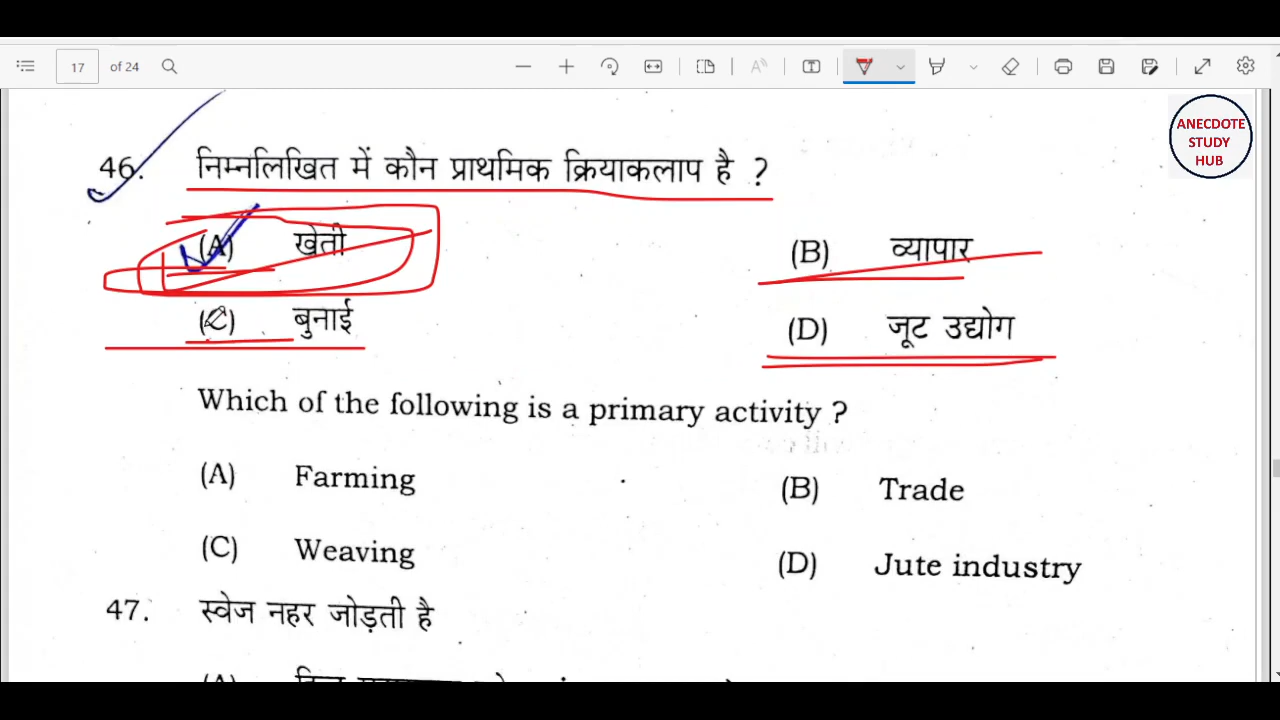 17 of 24
ANECDOTE
STUDY
HUB
46. निम्नलिखित में कौन प्राथमिक क्रियाकलाप है ?
(A) खेती (B) व्यापार
(C) बुनाई (D) जूट उद्योग
Which of the following is a primary activity ?
(A) Farming (B) Trade
(C) Weaving (D) Jute industry
47. स्वेज नहर जोड़ती है
(A)